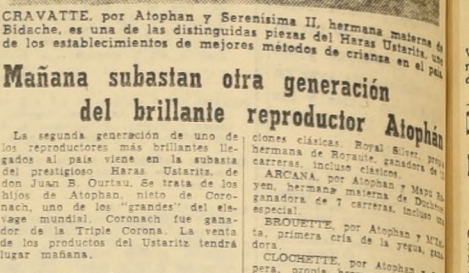 CRAVATTE, por Atophan y Serenísima II, hermana materna de
Bidache, es una de las distinguidas piezas del Haras Ustaritz, uno
de los establecimientos de mejores métodos de crianza en el país.
Mañana subastan otra generación
del brillante reproductor Atophán
La segunda generación de uno de
los reproductores más brillantes lle-
gados al país viene en la subasta
del prestigioso Haras Ustaritz, de
don Juan B. Ourtau. Se trata de los
hijos de Atophan, nieto de Coro-
nach, uno de los "grandes" del ele-
vage mundial. Coronach fue gana-
dor de la Triple Corona. La venta
de los productos del Ustaritz tendrá
lugar mañana.
ciones clásicas. Royal Silver,
hermana de Royaute, ganadora de
carreras, incluso clásicos.
ARCANA, por Atophan y Mapu
yen, hermana materna de
ganadora de 7 carreras, incluso una
especial.
BROUETTE, por Atophan y
ta, primera cría de la yegua,
dora.
CLOCHETTE, por Atophan y
pera, propia